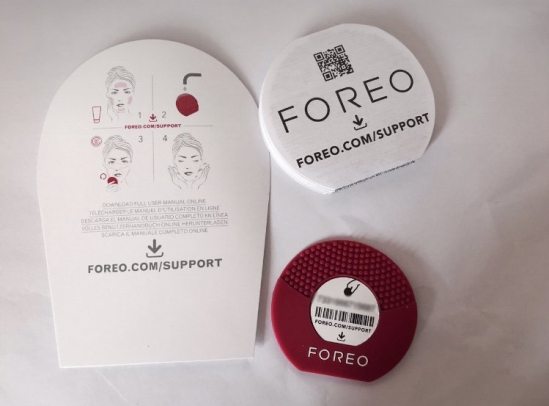 1
2
FOREO.COM/SUPPORT
3
4
DOWNLOAD FULL USER MANUAL ONLINE
TÉLÉCHARGER LE MANUEL D'UTILISATION EN LIGNE
DESCARGA EL MANUAL DE USUARIO COMPLETO EN LÍNEA
VOLLES BENUTZERHANDBUCH ONLINE HERUNTERLADEN
SCARICA IL MANUALE COMPLETO ONLINE
FOREO.COM/SUPPORT
FOREO
FOREO.COM/SUPPORT
FOREO.COM/SUPPORT
FOREO